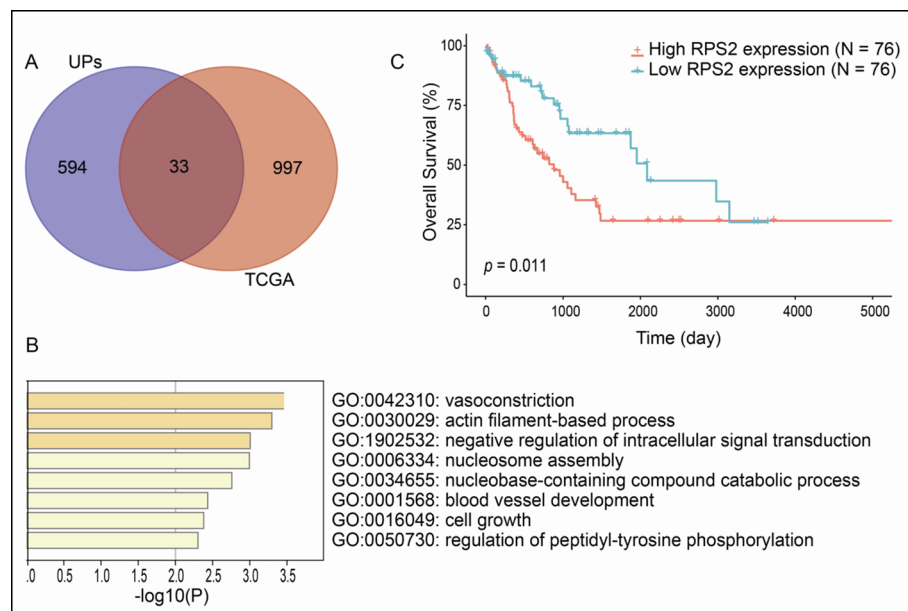 A
UPs
594
33
997
TCGA
C
High RPS2 expression (N = 76)
Low RPS2 expression (N = 76)
Overall Survival (%)
100
75
50
25
0
p = 0.011
0
1000
2000
3000
4000
5000
Time (day)
B
GO:0042310: vasoconstriction
GO:0030029: actin filament-based process
GO:1902532: negative regulation of intracellular signal transduction
GO:0006334: nucleosome assembly
GO:0034655: nucleobase-containing compound catabolic process
GO:0001568: blood vessel development
GO:0016049: cell growth
GO:0050730: regulation of peptidyl-tyrosine phosphorylation
.0 0.5 1.0 1.5 2.0 2.5 3.0 3.5
-log10(P)